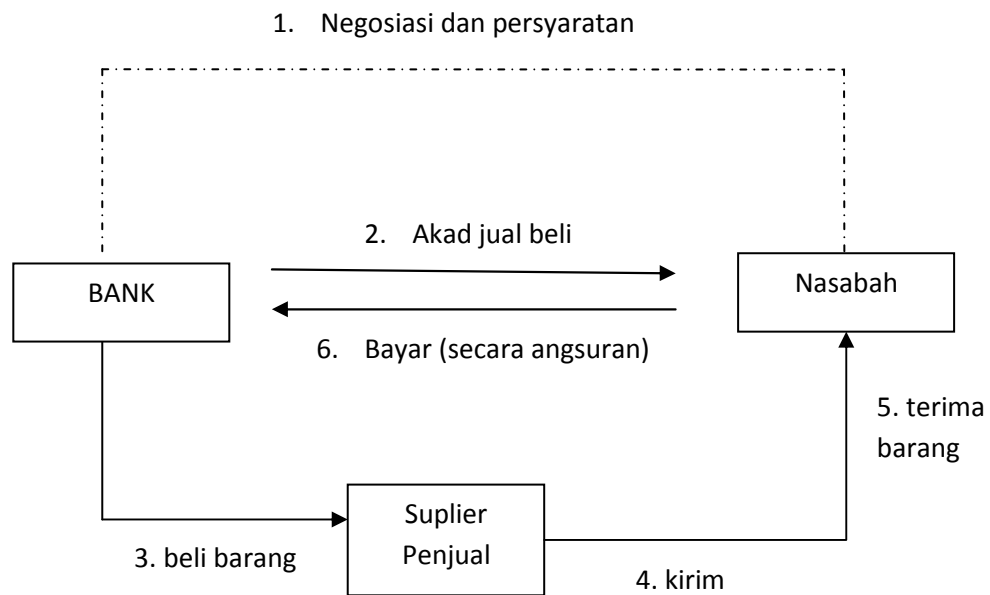 1. Negosiasi dan persyaratan
2. Akad jual beli
BANK
Nasabah
6. Bayar (secara angsuran)
5. terima
barang
Suplier
Penjual
3. beli barang
4. kirim